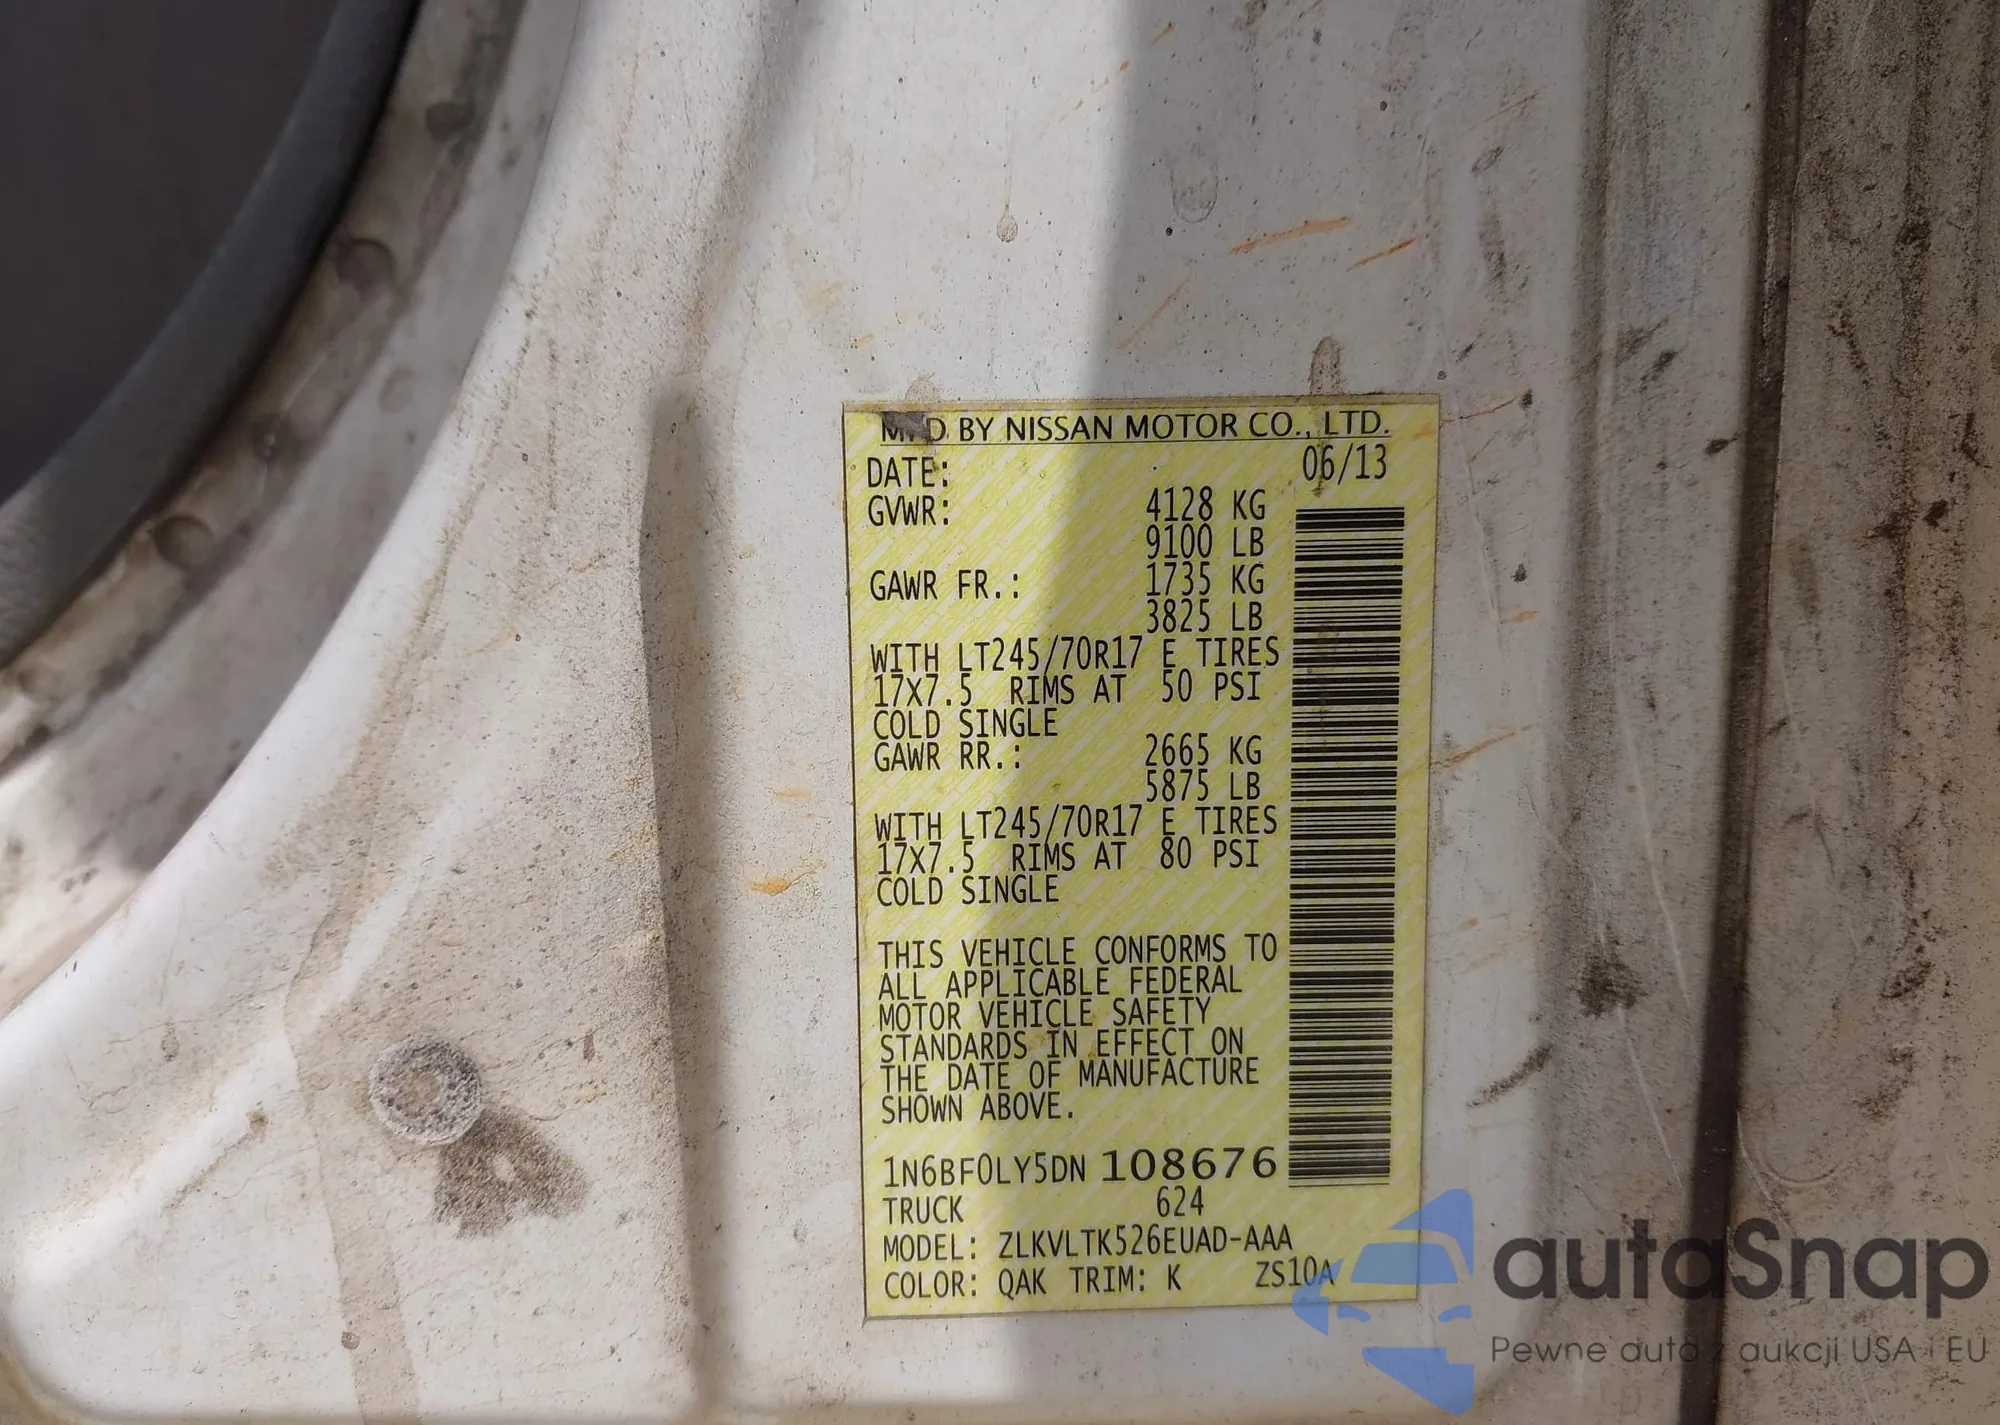 MFD BY NISSAN MOTOR CO., LTD.
DATE: 06/13
GVWR: 4128 KG
9100 LB
GAWR FR.: 1735 KG
3825 LB
WITH LT245/70R17 E TIRES
17X7.5 RIMS AT 50 PSI
COLD SINGLE
GAWR RR.: 2665 KG
5875 LB
WITH LT245/70R17 E TIRES
17X7.5 RIMS AT 80 PSI
COLD SINGLE
THIS VEHICLE CONFORMS TO
ALL APPLICABLE FEDERAL
MOTOR VEHICLE SAFETY
STANDARDS IN EFFECT ON
THE DATE OF MANUFACTURE
SHOWN ABOVE.
1N6BF0LY5DN 108676
TRUCK 624
MODEL: ZLKVLTK526EUAD-AAA
COLOR: QAK TRIM: K ZS10A
autaSnap
Pewne auta z aukcji USA i EU